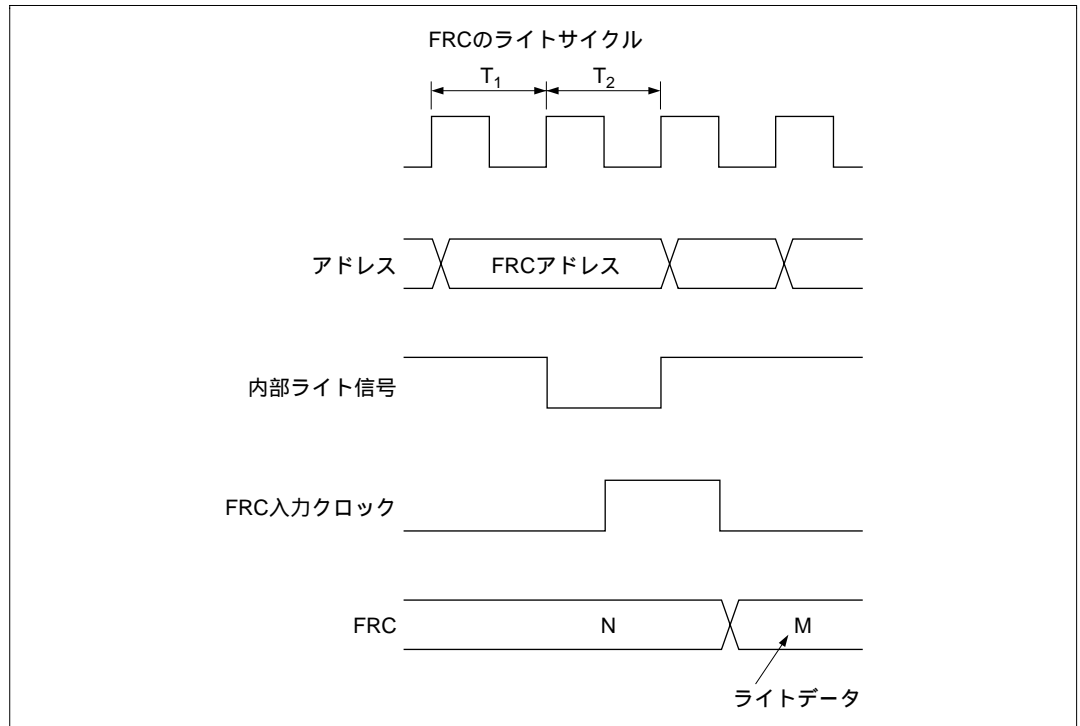 FRCのライトサイクル
T1 T2
アドレス FRCアドレス
内部ライト信号
FRC入力クロック
FRC N M
ライトデータ